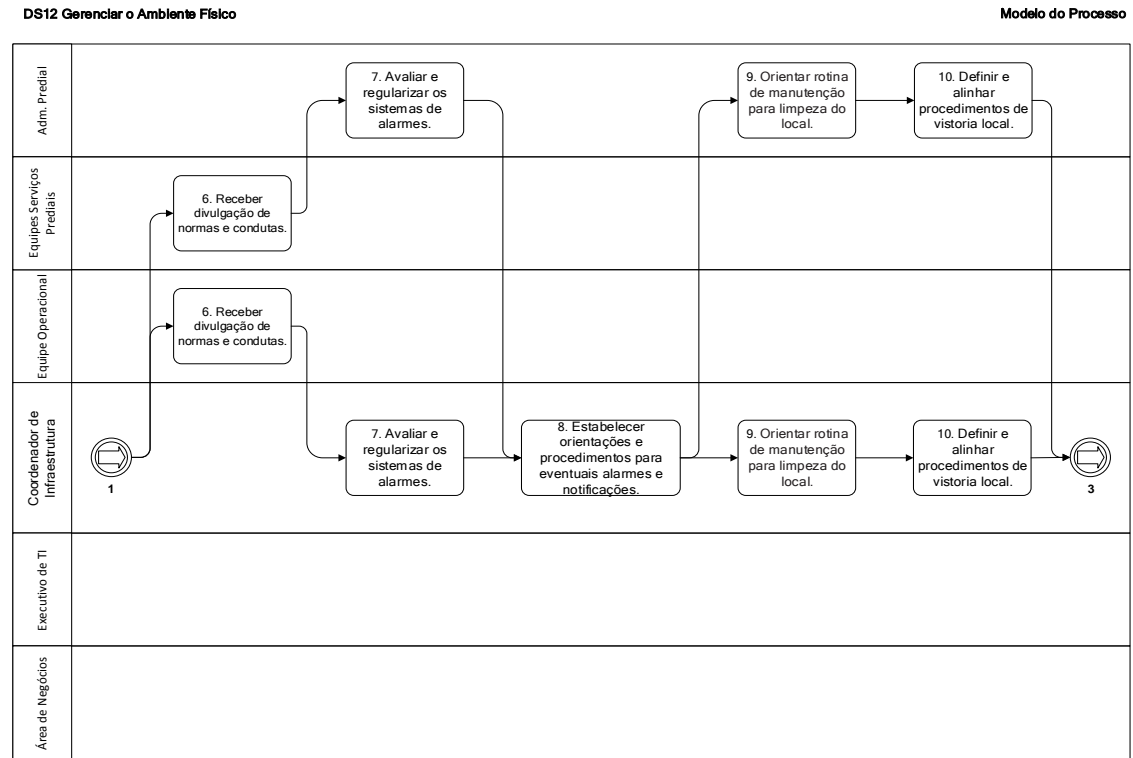 DS12 Gerenciar o Ambiente Físico
Modelo do Processo
Adm. Predial
7. Avaliar e
regularizar os
sistemas de
alarmes.
9. Orientar rotina
de manutenção
para limpeza do
local.
10. Definir e
alinhar
procedimentos de
vistoria local.
Equipes Serviços
Prediais
6. Receber
divulgação de
normas e condutas.
Equipe Operacional
6. Receber
divulgação de
normas e condutas.
Coordenador de
Infraestrutura
1
7. Avaliar e
regularizar os
sistemas de
alarmes.
8. Estabelecer
orientações e
procedimentos para
eventuais alarmes e
notificações.
9. Orientar rotina
de manutenção
para limpeza do
local.
10. Definir e
alinhar
procedimentos de
vistoria local.
3
Executivo de TI
Área de Negócios